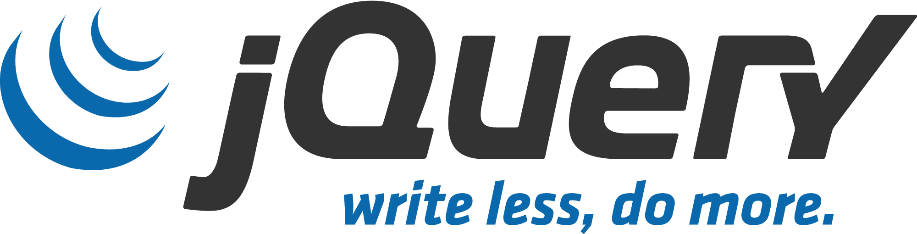 jQuery
write less, do more.